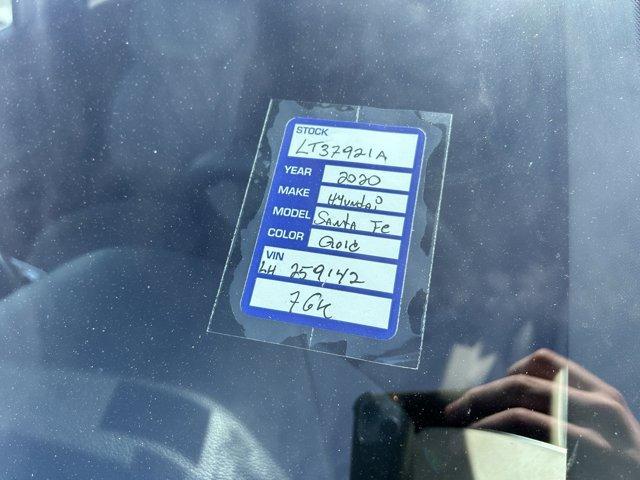 STOCK
LT37921A
YEAR 2020
MAKE Hyundai
MODEL Santa Fe
COLOR Gold
VIN
LH 259142
76K